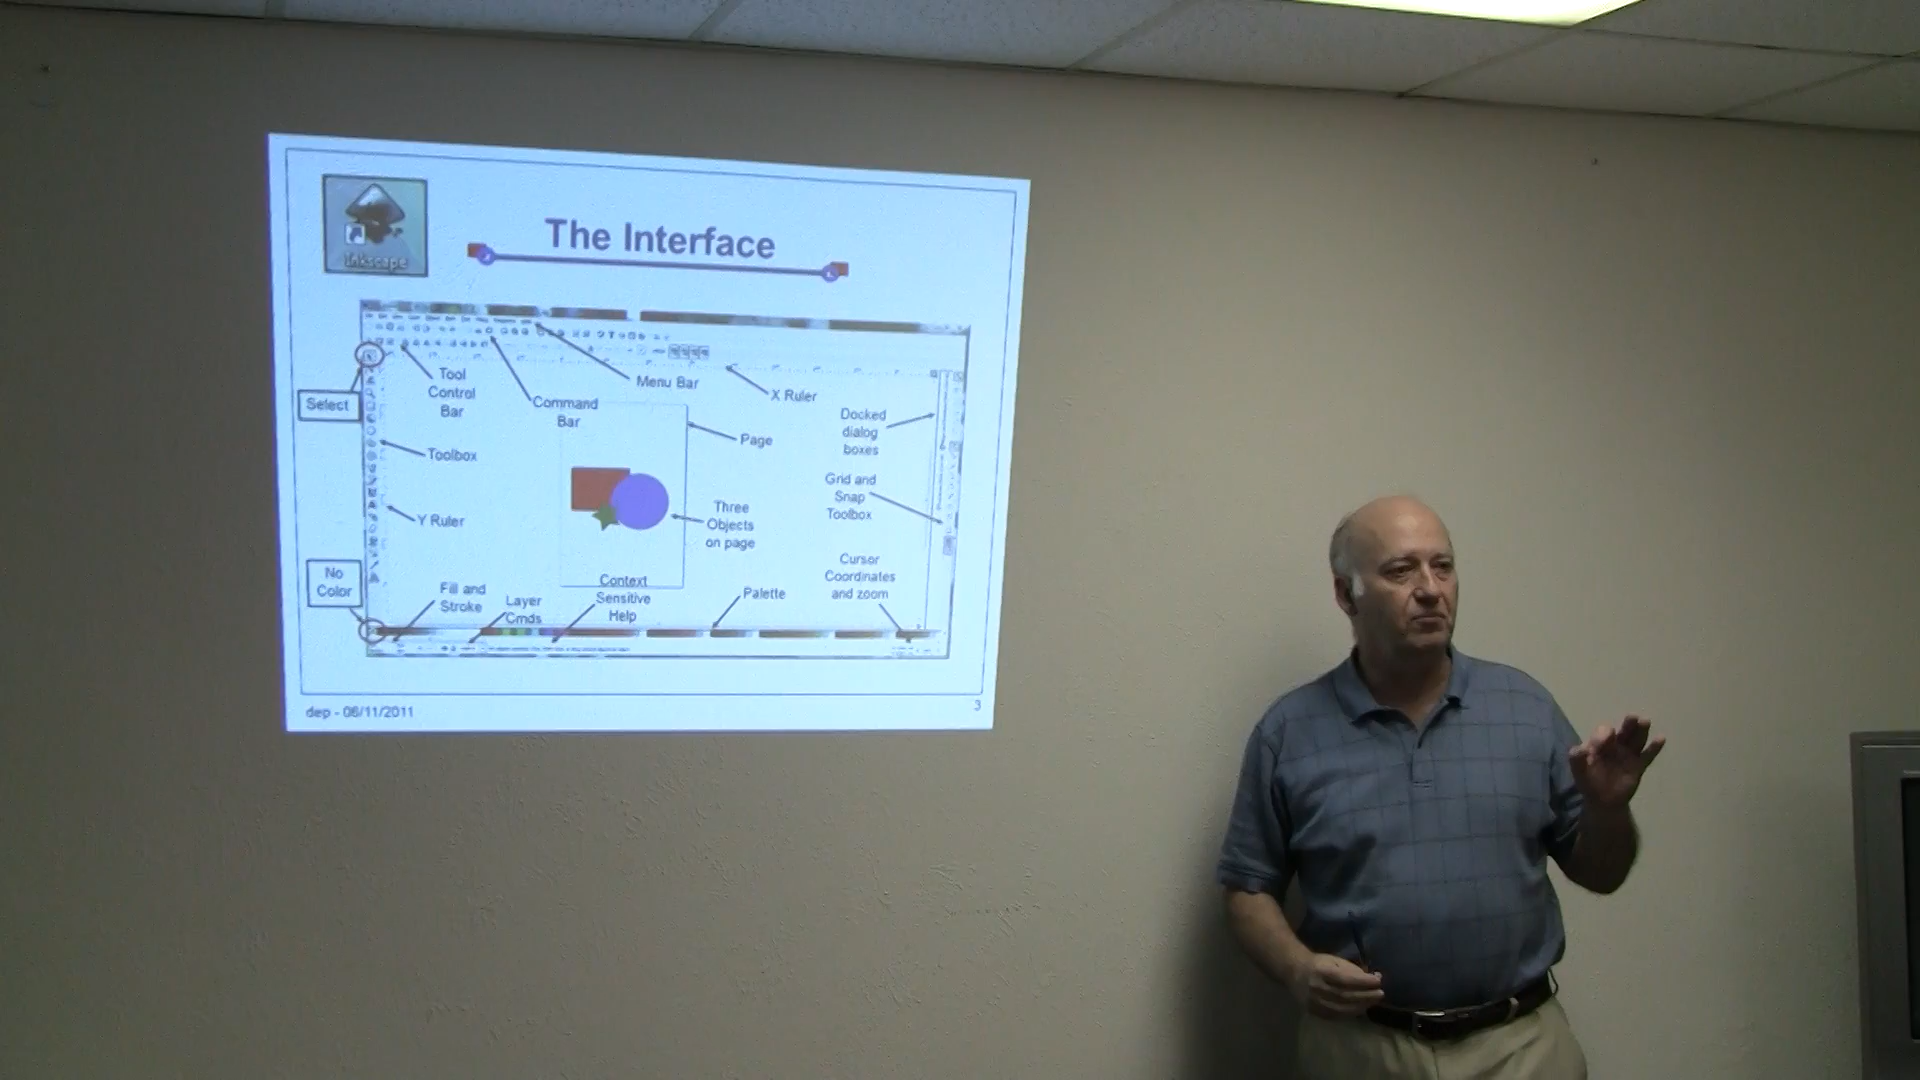 Inkscape
The Interface
Tool
Control
Bar
Menu Bar
X Ruler
Select
Command
Bar
Docked
dialog
boxes
Page
Toolbox
Grid and
Snap
Toolbox
Y Ruler
Three
Objects
on page
No
Color
Fill and
Stroke
Layer
Cmds
Context
Sensitive
Help
Palette
Cursor
Coordinates
and zoom
dep - 06/11/2011
3